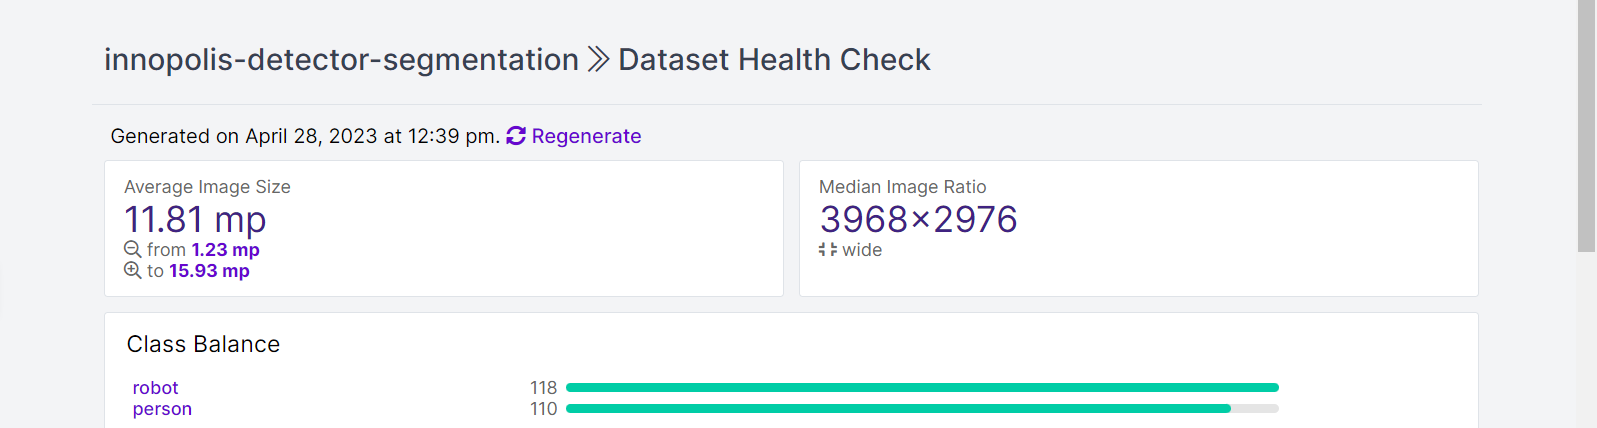 innopolis-detector-segmentation » Dataset Health Check
Generated on April 28, 2023 at 12:39 pm. Regenerate
Average Image Size
11.81 mp
from 1.23 mp
to 15.93 mp
Median Image Ratio
3968×2976
wide
Class Balance
robot 118
person 110